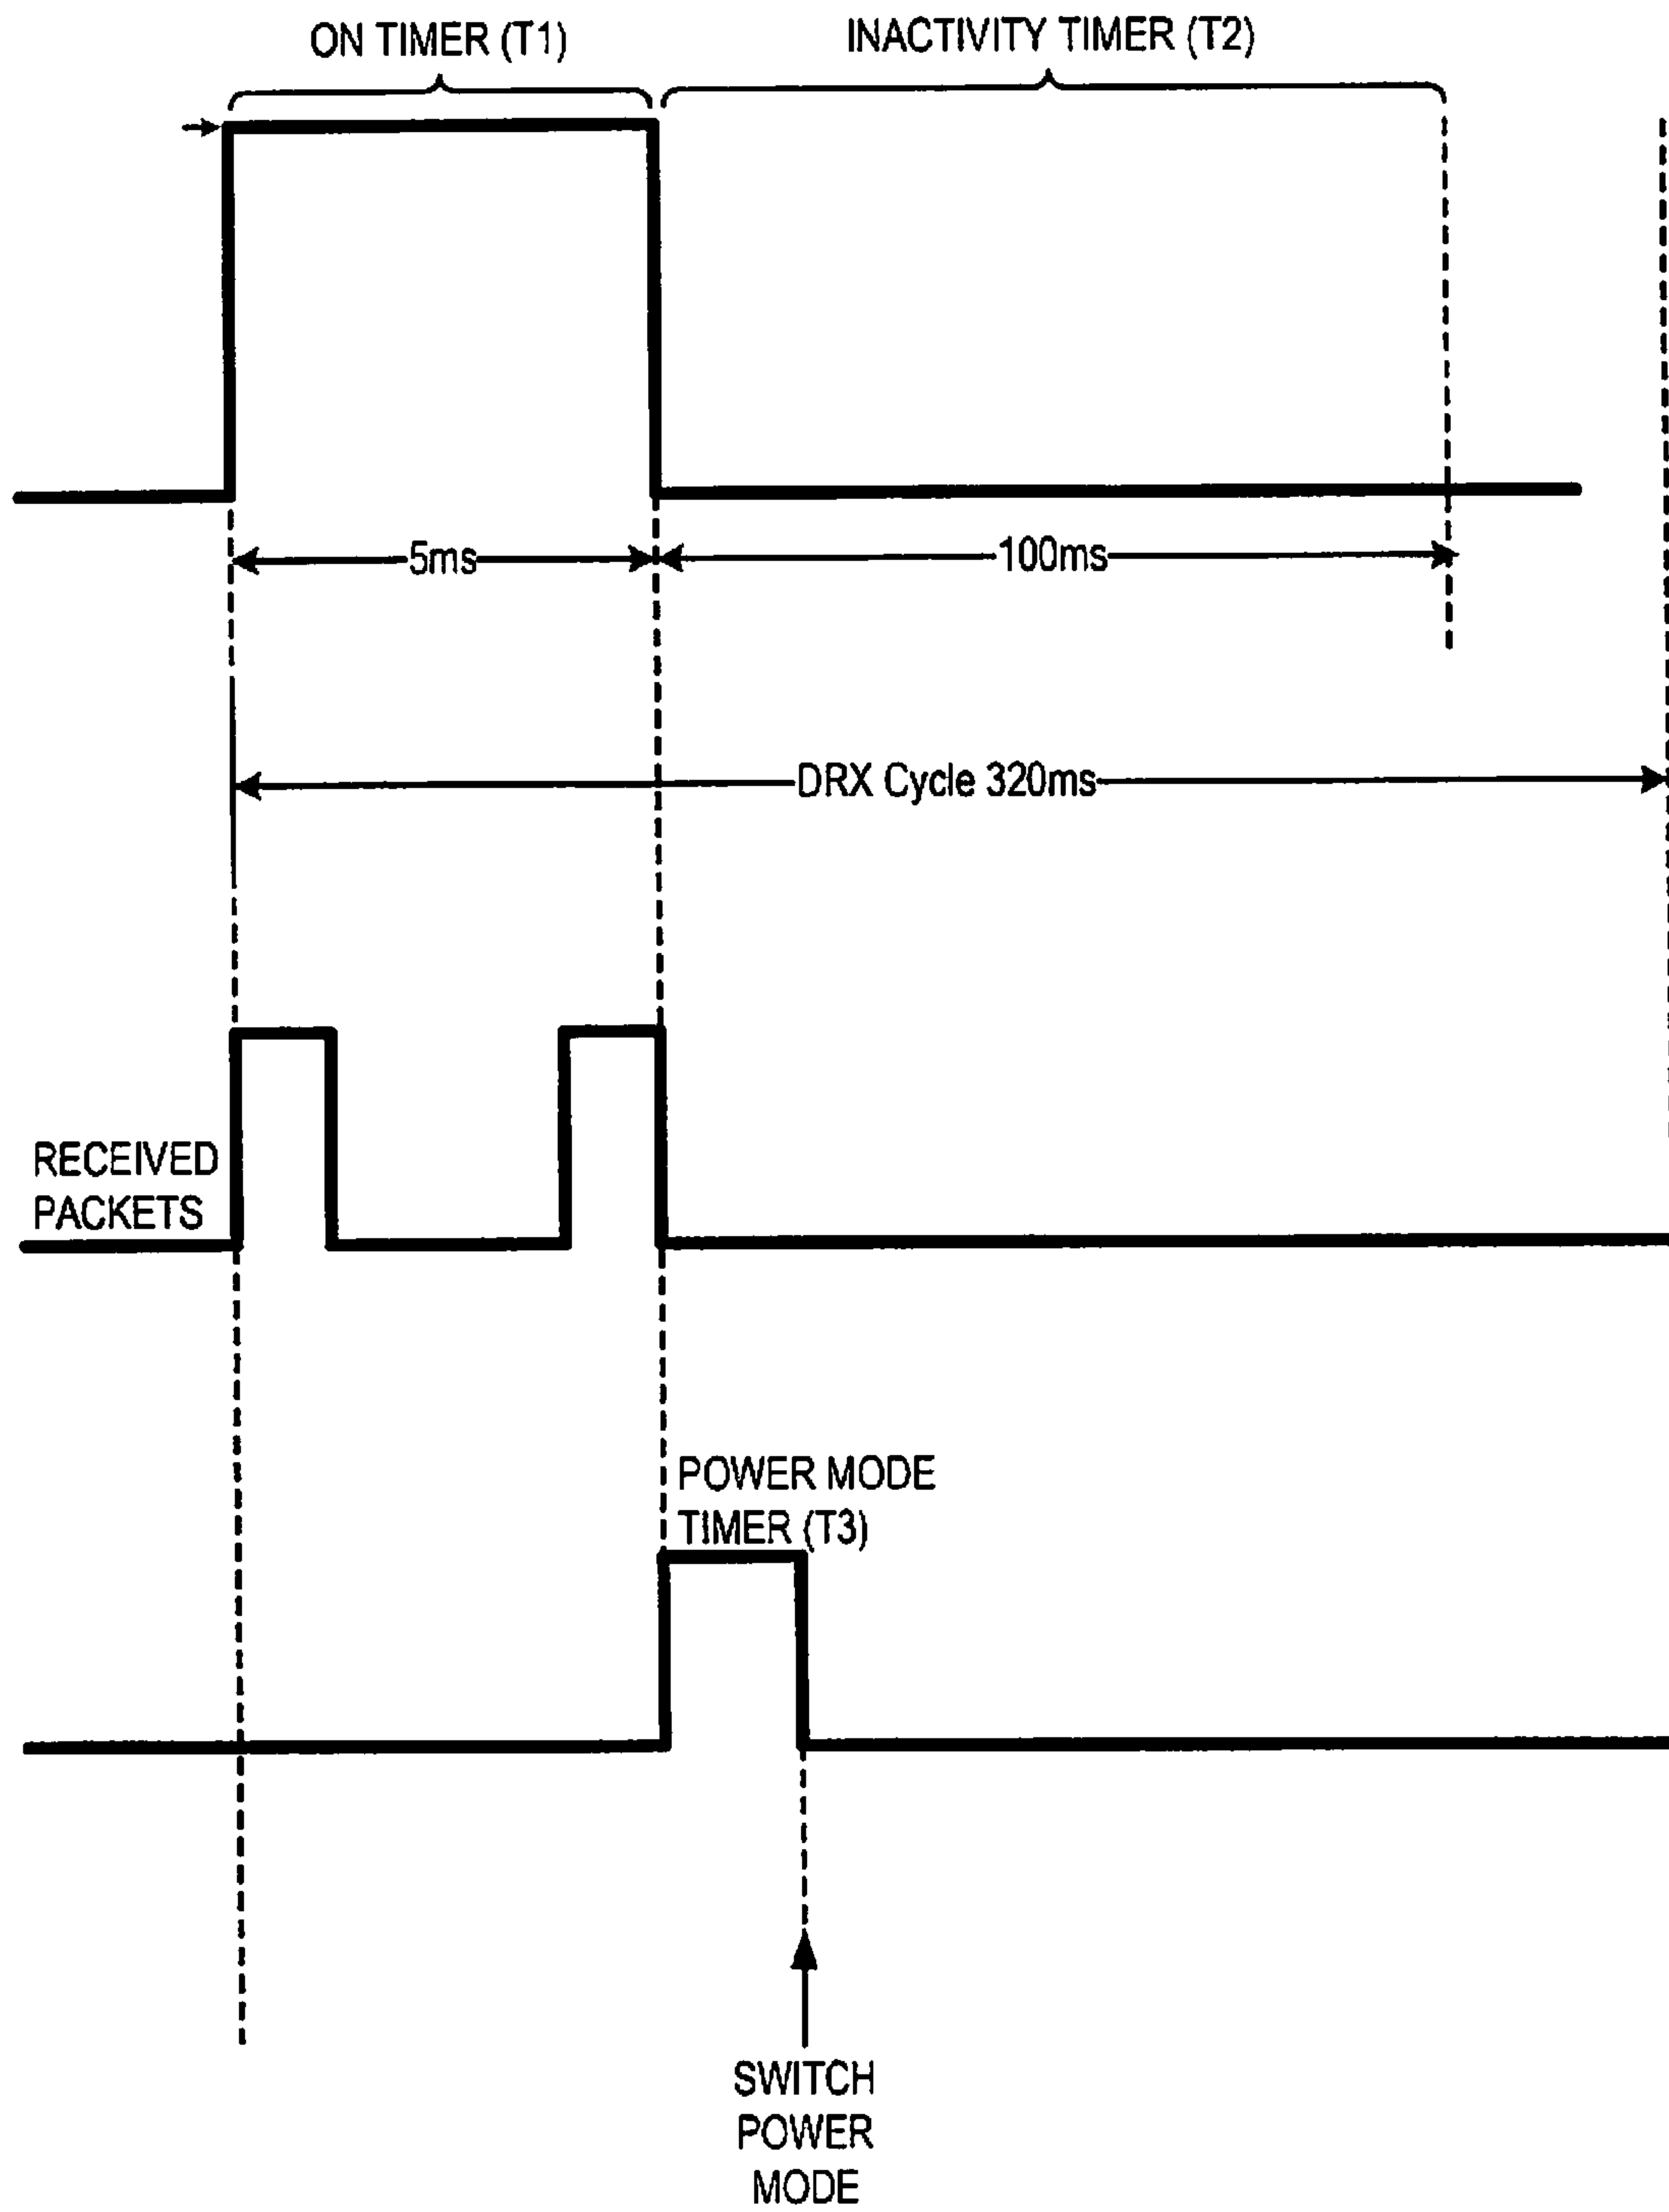 ON TIMER (T1)
INACTIVITY TIMER (T2)
5ms
100ms
DRX Cycle 320ms
RECEIVED
PACKETS
POWER MODE
TIMER (T3)
SWITCH
POWER
MODE